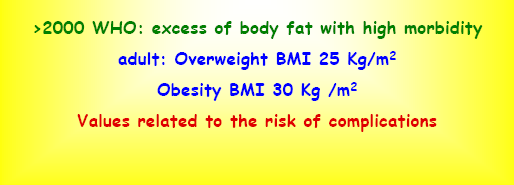 >2000 WHO: excess of body fat with high morbidity
adult: Overweight BMI 25 Kg/m²
Obesity BMI 30 Kg /m²
Values related to the risk of complications